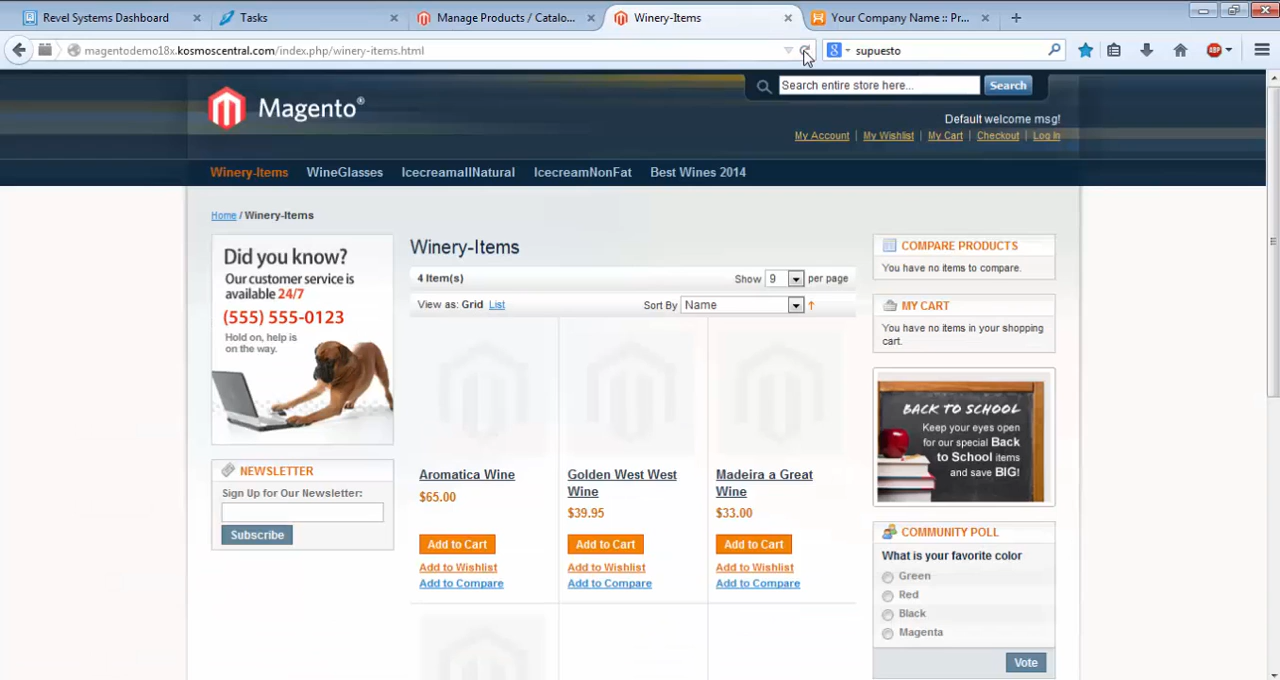 Revel Systems Dashboard × Tasks × Manage Products / Catalo... × Winery-Items × Your Company Name :: Pr... × +
magentodemo18x.kosmoscentral.com/index.php/winery-items.html
supuesto
Magento®
Search entire store here... Search
Default welcome msg!
My Account | My Wishlist | My Cart | Checkout | Log In
Winery-Items WineGlasses IcecreamallNatural IcecreamNonFat Best Wines 2014
Home / Winery-Items
Did you know?
Our customer service is
available 24/7
(555) 555-0123
Hold on, help is
on the way.
NEWSLETTER
Sign Up for Our Newsletter:
Subscribe
Winery-Items
4 Item(s) Show 9 per page
View as: Grid List Sort By Name
Aromatica Wine
$65.00
Add to Cart
Add to Wishlist
Add to Compare
Golden West West
Wine
$39.95
Add to Cart
Add to Wishlist
Add to Compare
Madeira a Great
Wine
$33.00
Add to Cart
Add to Wishlist
Add to Compare
COMPARE PRODUCTS
You have no items to compare.
MY CART
You have no items in your shopping
cart.
BACK TO SCHOOL
Keep your eyes open
for our special Back
to School items
and save BIG!
COMMUNITY POLL
What is your favorite color
Green
Red
Black
Magenta
Vote